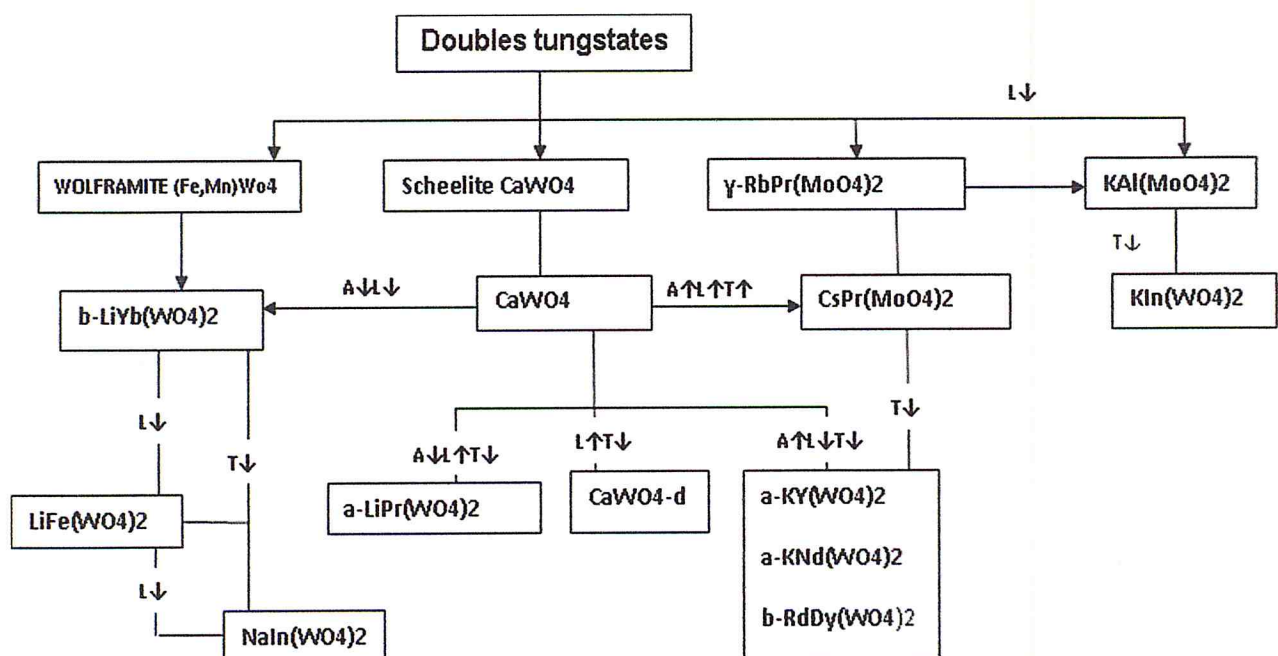 Doubles tungstates
L↓
WOLFRAMITE (Fe,Mn)Wo4
Scheelite CaWO4
γ-RbPr(MoO4)2
KAl(MoO4)2
T↓
b-LiYb(WO4)2
A↓L↓
CaWO4
A↑L↑T↑
CsPr(MoO4)2
KIn(WO4)2
L↓
T↓
A↓L↑T↓
L↑T↓
A↑L↓T↓
T↓
LiFe(WO4)2
a-LiPr(WO4)2
CaWO4-d
a-KY(WO4)2
a-KNd(WO4)2
b-RdDy(WO4)2
L↓
NaIn(WO4)2